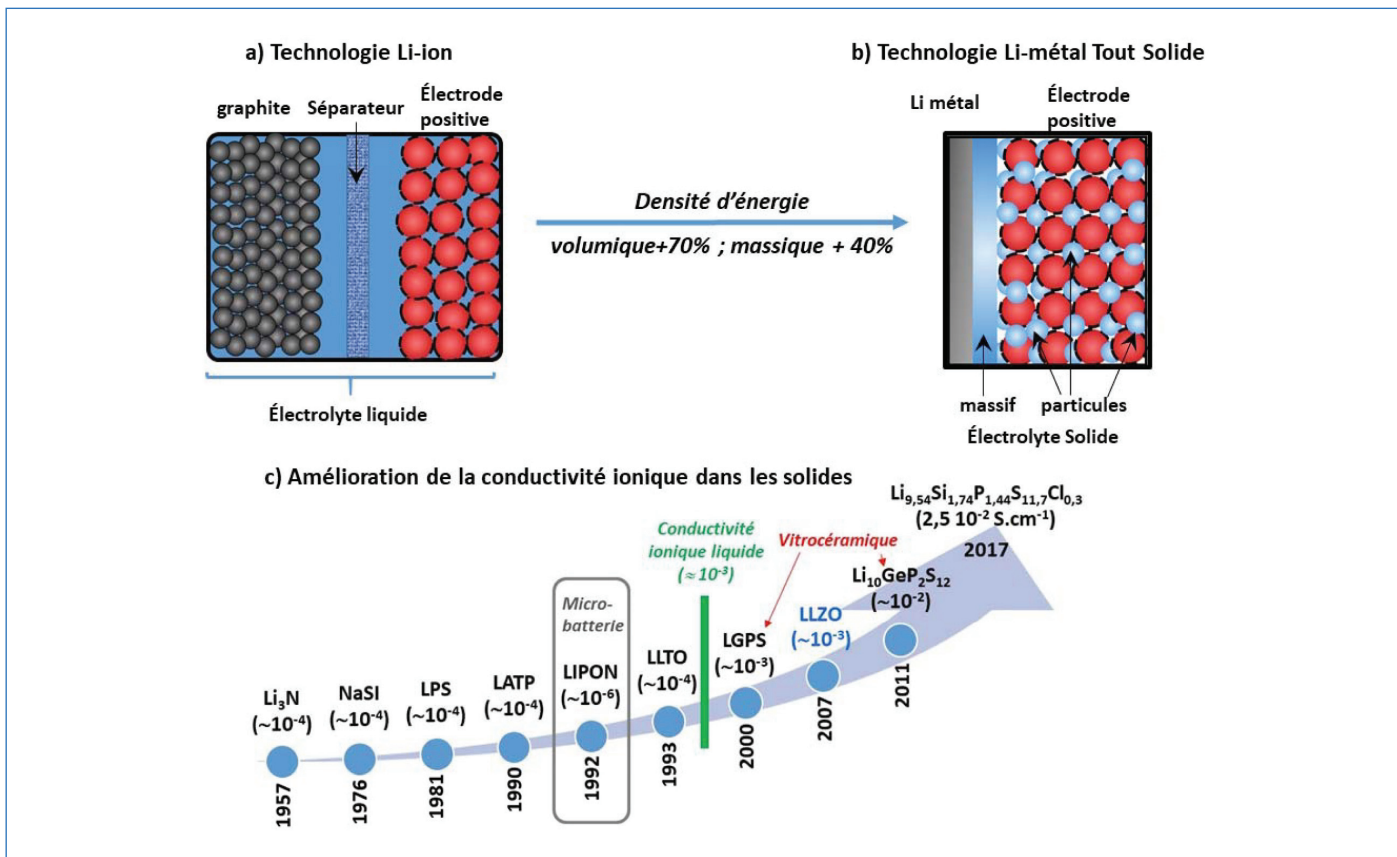 a) Technologie Li-ion
b) Technologie Li-métal Tout Solide
graphite
Séparateur
Électrode
positive
Li métal
Électrode
positive
Densité d'énergie
volumique+70% ; massique + 40%
Électrolyte liquide
massif
particules
Électrolyte Solide
c) Amélioration de la conductivité ionique dans les solides
Li₉,₅₄Si₁,₇₄P₁,₄₄S₁₁,₇Cl₀,₃
(2,5 10⁻² S.cm⁻¹)
2017
Conductivité
ionique liquide
(≈10⁻³)
Vitrocéramique
Li₁₀GeP₂S₁₂
(~10⁻²)
Micro-
batterie
LLZO
(~10⁻³)
LGPS
(~10⁻³)
LLTO
(~10⁻⁴)
LIPON
(~10⁻⁶)
LATP
(~10⁻⁴)
LPS
(~10⁻⁴)
NaSI
(~10⁻⁴)
Li₃N
(~10⁻⁴)
1957
1976
1981
1990
1992
1993
2000
2007
2011